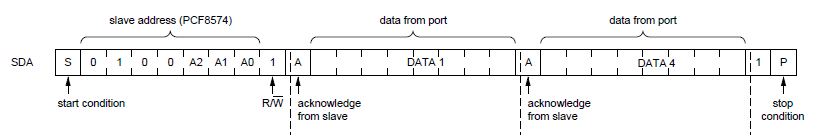 slave address (PCF8574) data from port data from port
SDA S 0 1 0 0 A2 A1 A0 1 A DATA 1 A DATA 4 1 P
start condition R/W̅ acknowledge acknowledge stop
from slave from slave condition